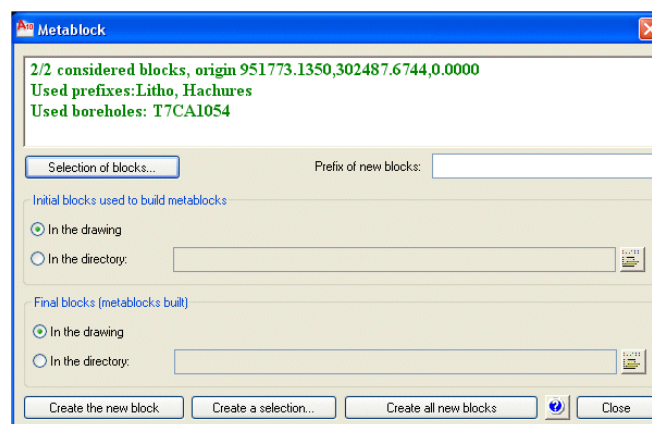 Metablock
2/2 considered blocks, origin 951773.1350,302487.6744,0.0000
Used prefixes:Litho, Hachures
Used boreholes: T7CA1054
Selection of blocks... Prefix of new blocks:
Initial blocks used to build metablocks
In the drawing
In the directory:
Final blocks (metablocks built)
In the drawing
In the directory:
Create the new block Create a selection... Create all new blocks ? Close